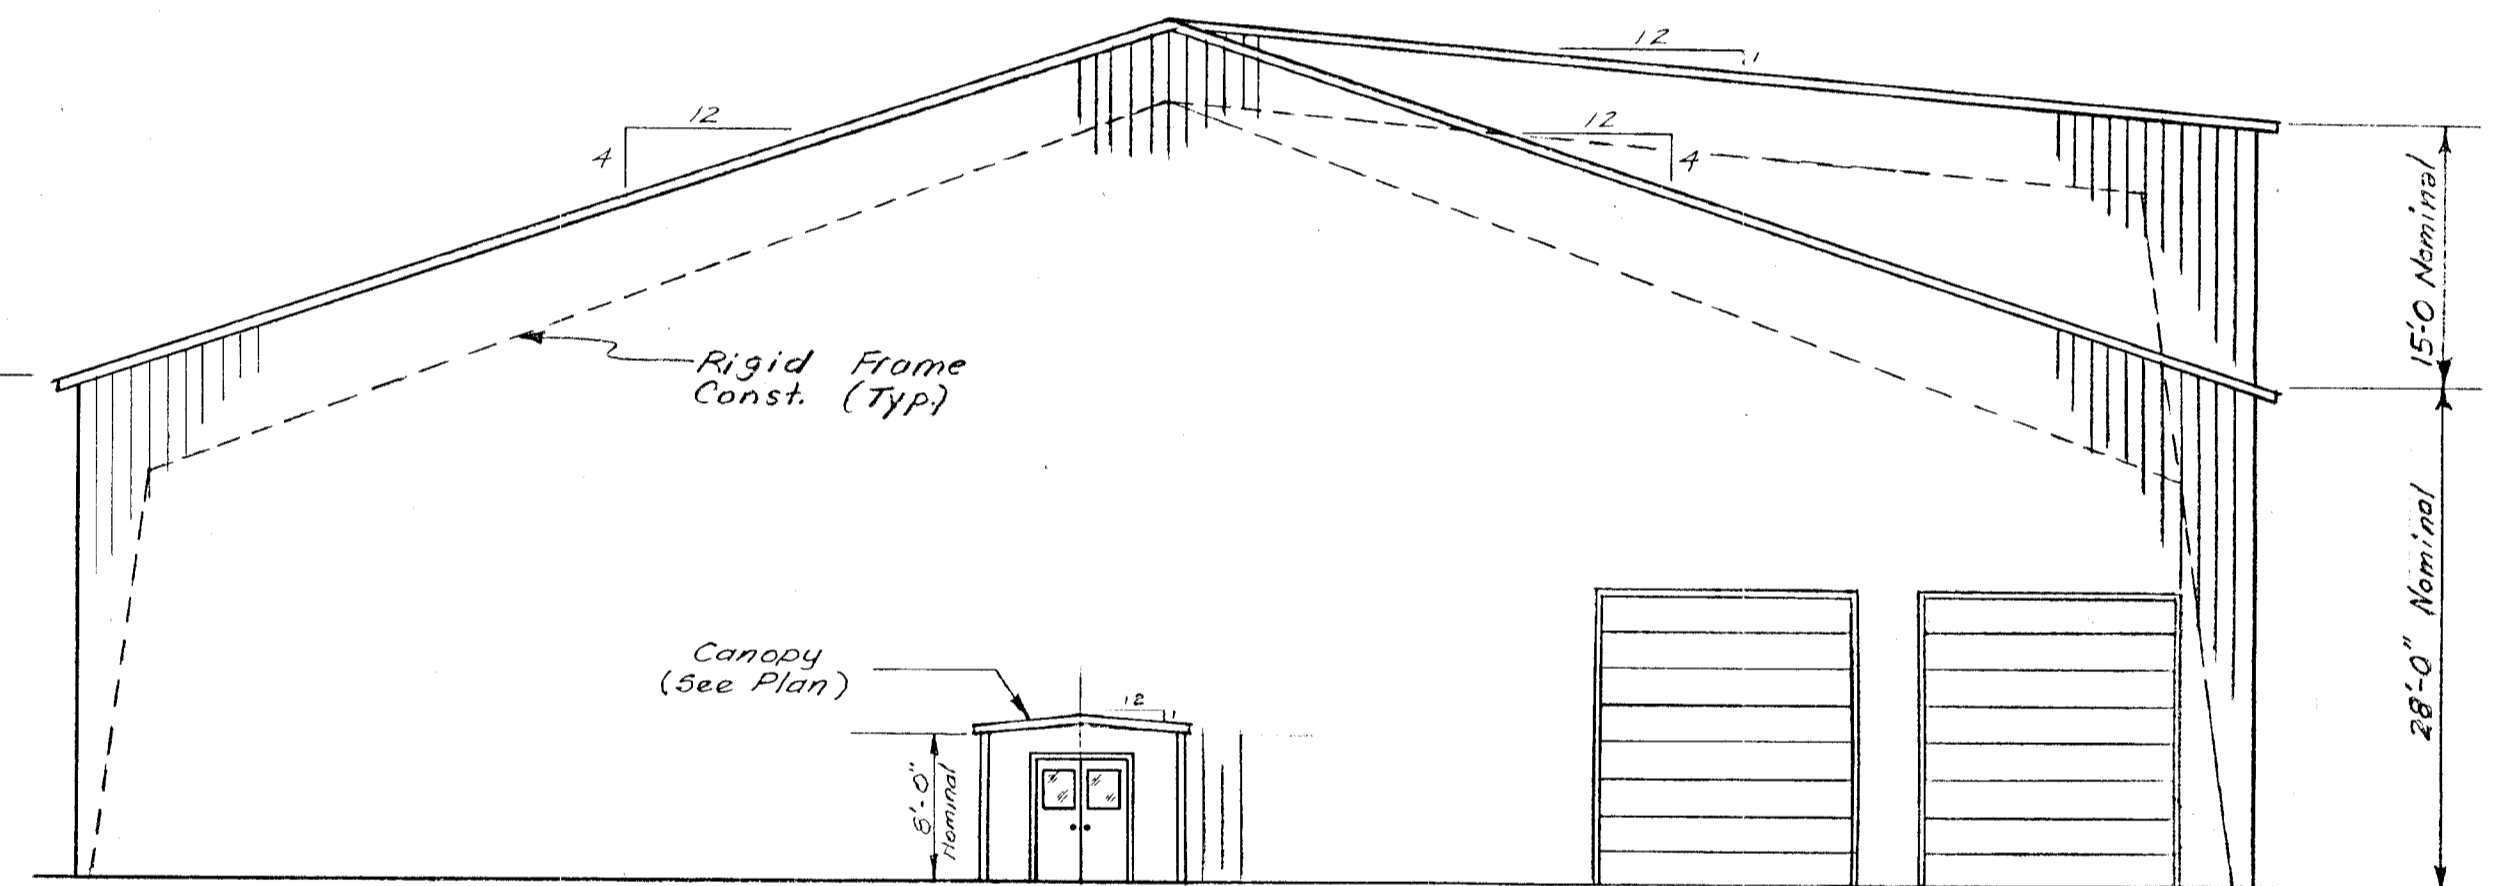 12
1
12
4
12
4
15'-0 Nominal
Rigid Frame
Const. (Typ.)
28'-0" Nominal
Canopy
(See Plan)
12
1
8'-0"
Nominal